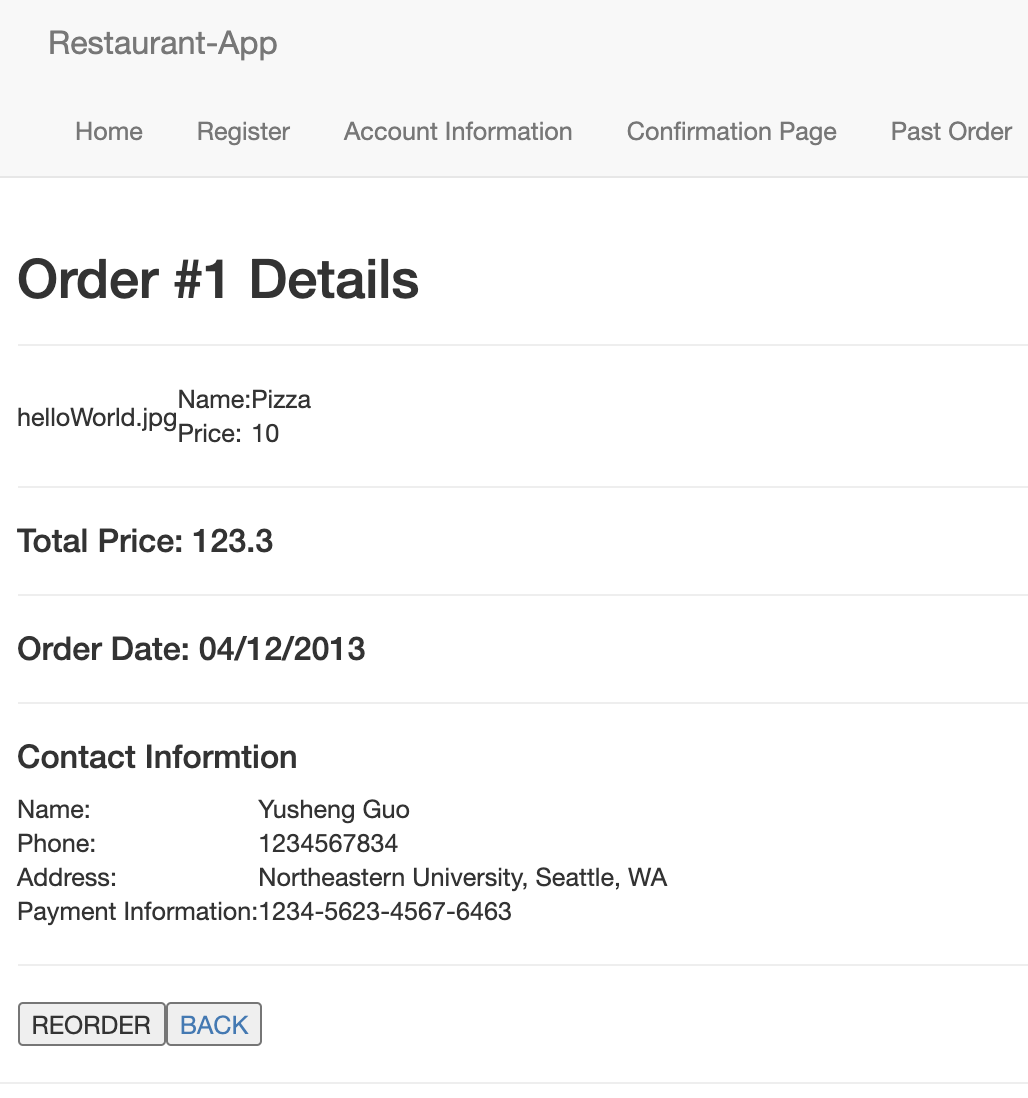 Restaurant-App
Home Register Account Information Confirmation Page Past Order
Order #1 Details
helloWorld.jpg
Name:Pizza
Price: 10
Total Price: 123.3
Order Date: 04/12/2013
Contact Informtion
Name: Yusheng Guo
Phone: 1234567834
Address: Northeastern University, Seattle, WA
Payment Information:1234-5623-4567-6463
REORDER BACK